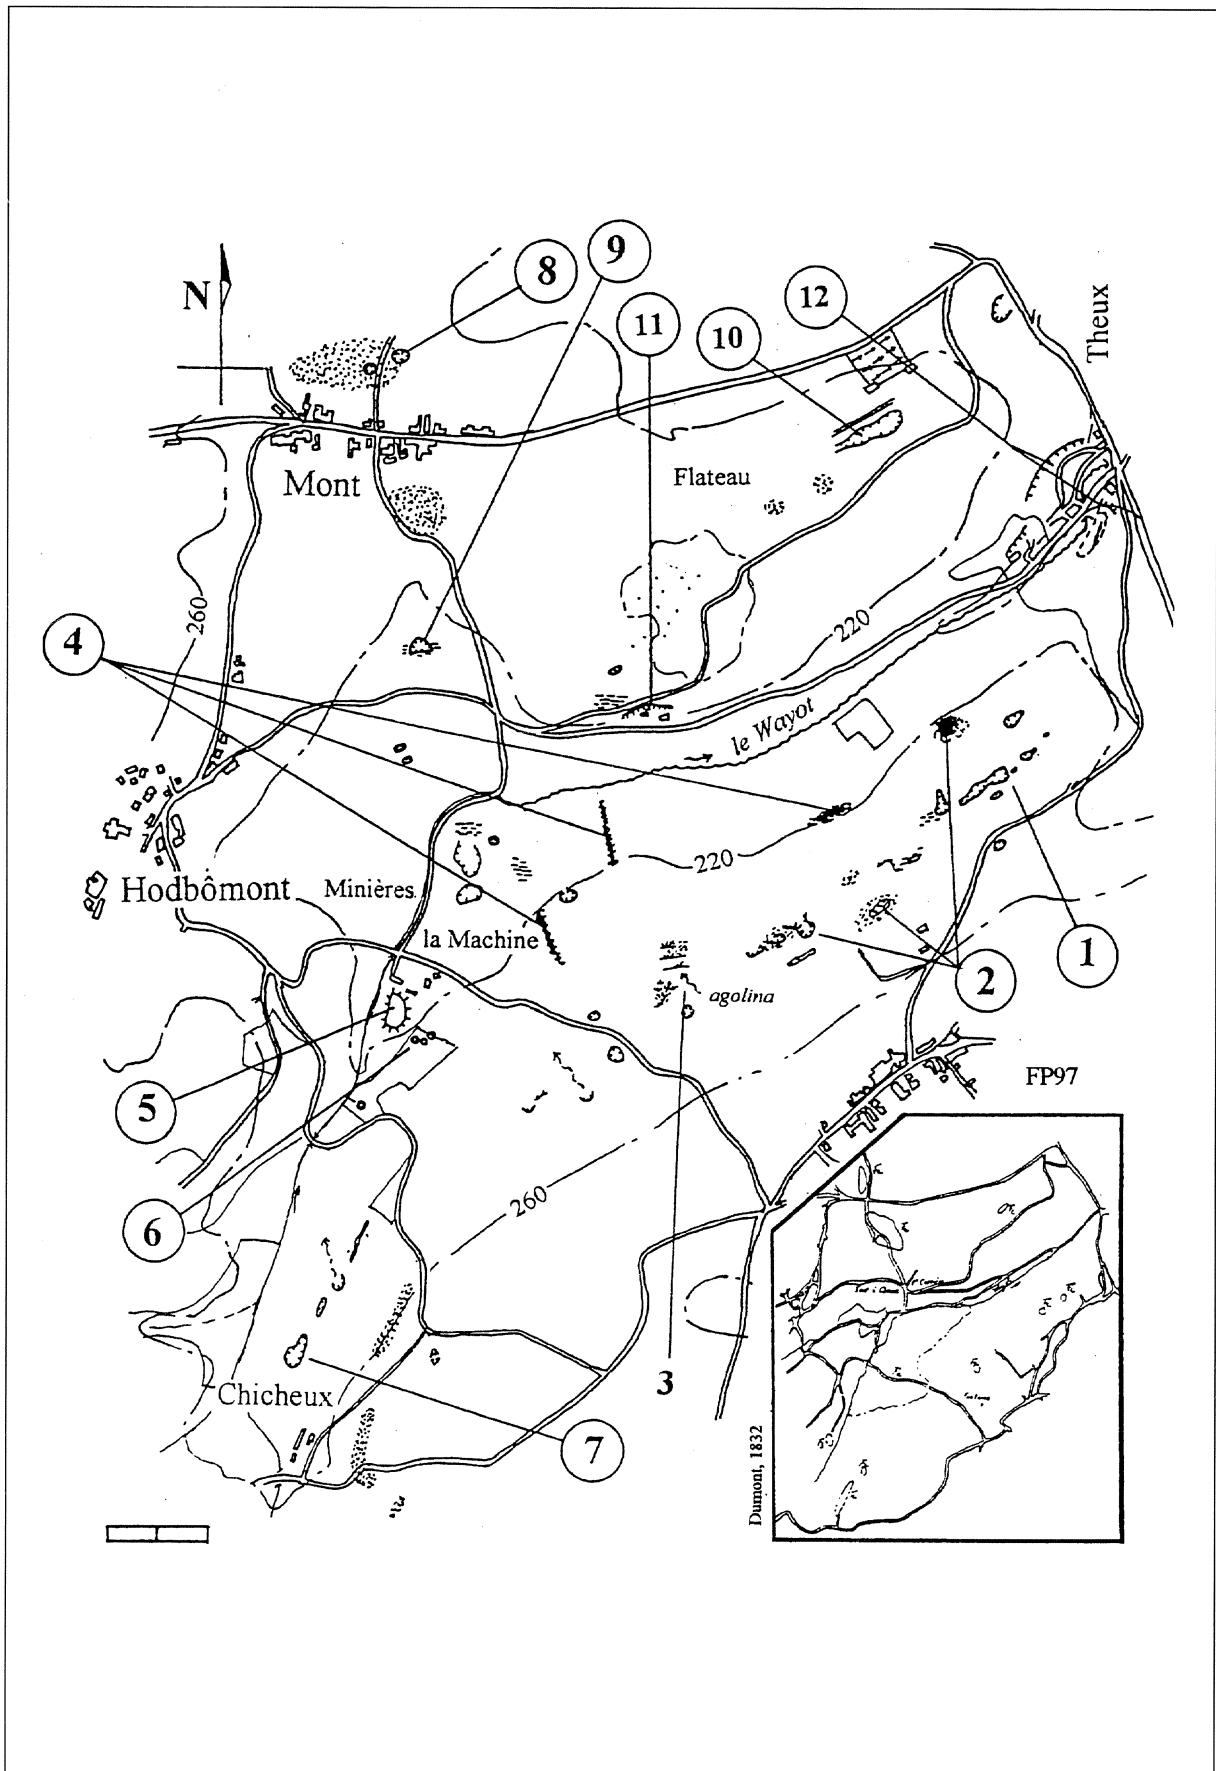 9
8
N
12
11
10
Theux
Flateau
Mont
260
4
220
le Wayot
220
Hodbômont
Minières
la Machine
1
2
agolina
FP97
5
260
6
3
Chicheux
7
Dumont, 1832